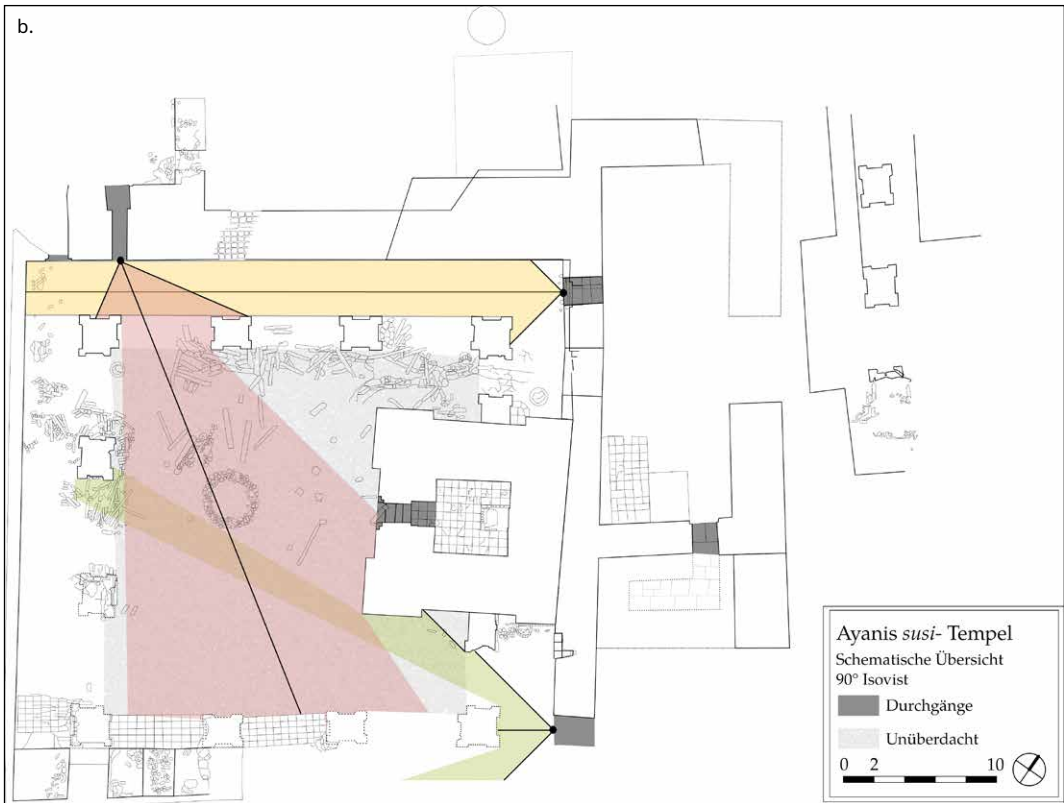 b.
Ayanis susi- Tempel
Schematische Übersicht
90° Isovist
Durchgänge
Unüberdacht
0 2 10